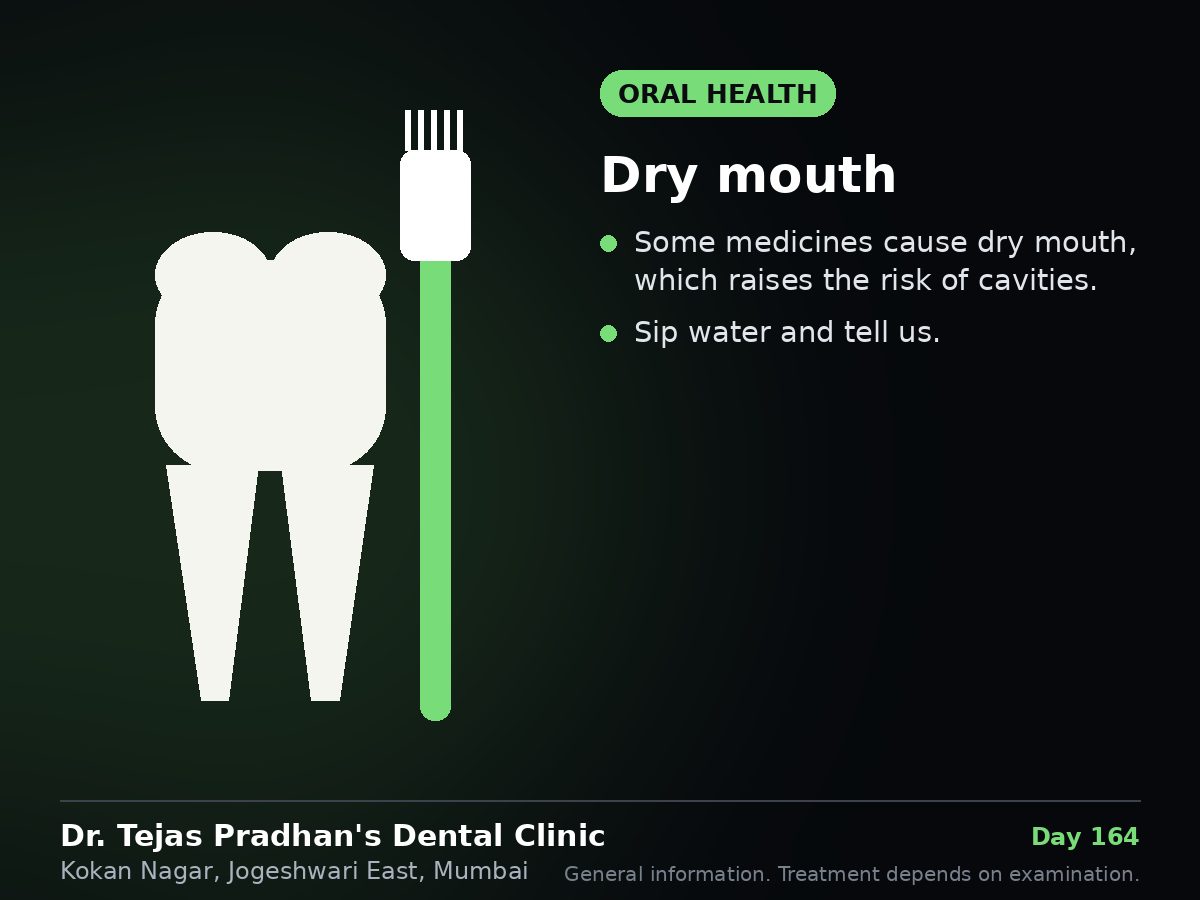 ORAL HEALTH
Dry mouth
Some medicines cause dry mouth,
which raises the risk of cavities.
Sip water and tell us.
Dr. Tejas Pradhan's Dental Clinic
Day 164
Kokan Nagar, Jogeshwari East, Mumbai
General information. Treatment depends on examination.